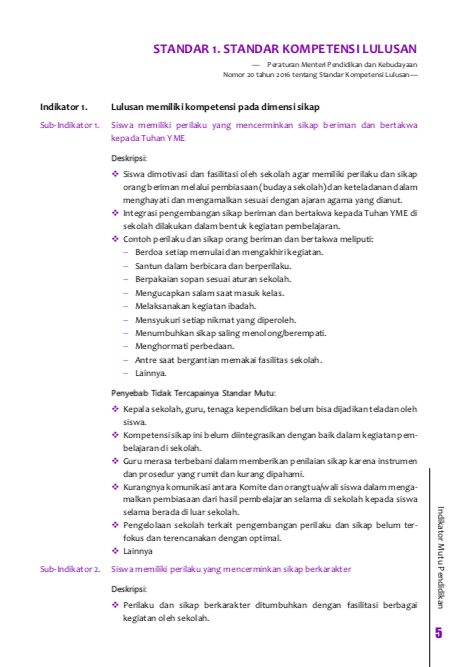 STANDAR 1. STANDAR KOMPETENSI LULUSAN
— Peraturan Menteri Pendidikan dan Kebudayaan
Nomor 20 tahun 2016 tentang Standar Kompetensi Lulusan—
Indikator 1. Lulusan memiliki kompetensi pada dimensi sikap
Sub-Indikator 1. Siswa memiliki perilaku yang mencerminkan sikap beriman dan bertakwa
kepada Tuhan YME
Deskripsi:
❖ Siswa dimotivasi dan fasilitasi oleh sekolah agar memiliki perilaku dan sikap
orang beriman melalui pembiasaan (budaya sekolah) dan keteladanan dalam
menghayati dan mengamalkan sesuai dengan ajaran agama yang dianut.
❖ Integrasi pengembangan sikap beriman dan bertakwa kepada Tuhan YME di
sekolah dilakukan dalam bentuk kegiatan pembelajaran.
❖ Contoh perilaku dan sikap orang beriman dan bertakwa meliputi:
– Berdoa setiap memulai dan mengakhiri kegiatan.
– Santun dalam berbicara dan berperilaku.
– Berpakaian sopan sesuai aturan sekolah.
– Mengucapkan salam saat masuk kelas.
– Melaksanakan kegiatan ibadah.
– Mensyukuri setiap nikmat yang diperoleh.
– Menumbuhkan sikap saling menolong/berempati.
– Menghormati perbedaan.
– Antre saat bergantian memakai fasilitas sekolah.
– Lainnya.
Penyebab Tidak Tercapainya Standar Mutu:
❖ Kepala sekolah, guru, tenaga kependidikan belum bisa dijadikan teladan oleh
siswa.
❖ Kompetensi sikap ini belum diintegrasikan dengan baik dalam kegiatan pem-
belajaran di sekolah.
❖ Guru merasa terbebani dalam memberikan penilaian sikap karena instrumen
dan prosedur yang rumit dan kurang dipahami.
❖ Kurangnya komunikasi antara Komite dan orangtua/wali siswa dalam menga-
malkan pembiasaan dari hasil pembelajaran selama di sekolah kepada siswa
selama berada di luar sekolah.
❖ Pengelolaan sekolah terkait pengembangan perilaku dan sikap belum ter-
fokus dan terencanakan dengan optimal.
❖ Lainnya
Sub-Indikator 2. Siswa memiliki perilaku yang mencerminkan sikap berkarakter
Deskripsi:
❖ Perilaku dan sikap berkarakter ditumbuhkan dengan fasilitasi berbagai
kegiatan oleh sekolah.
Indikator Mutu Pendidikan
5